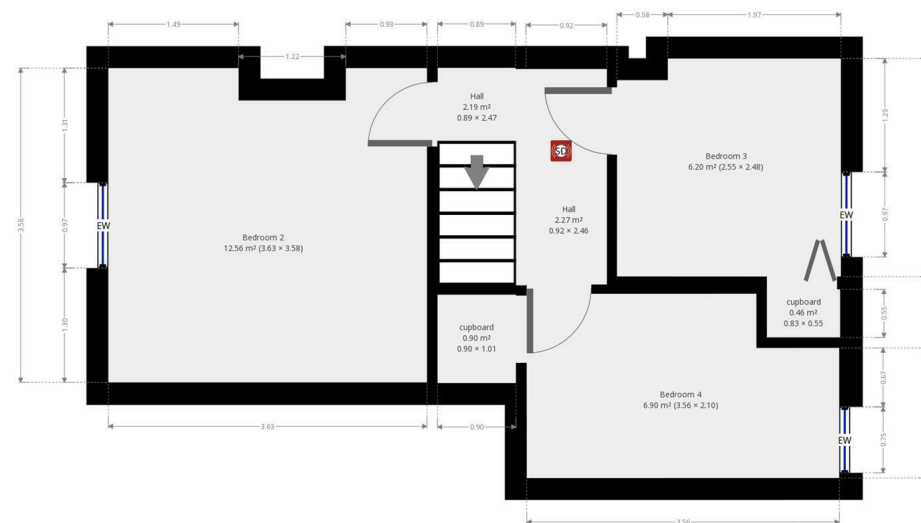 0.58
1.97
1.49
0.93
0.89
0.92
1.22
Hall
2.19 m²
0.89 × 2.47
1.31
1.29
SD
Bedroom 3
6.20 m² (2.55 × 2.48)
3.58
0.97
EW
Hall
2.27 m²
0.92 × 2.46
EW
0.97
Bedroom 2
12.56 m² (3.63 × 3.58)
1.30
cupboard
0.46 m²
0.83 × 0.55
0.55
cupboard
0.90 m²
0.90 × 1.01
0.67
Bedroom 4
6.90 m² (3.56 × 2.10)
3.63
0.90
EW
0.75
3.56